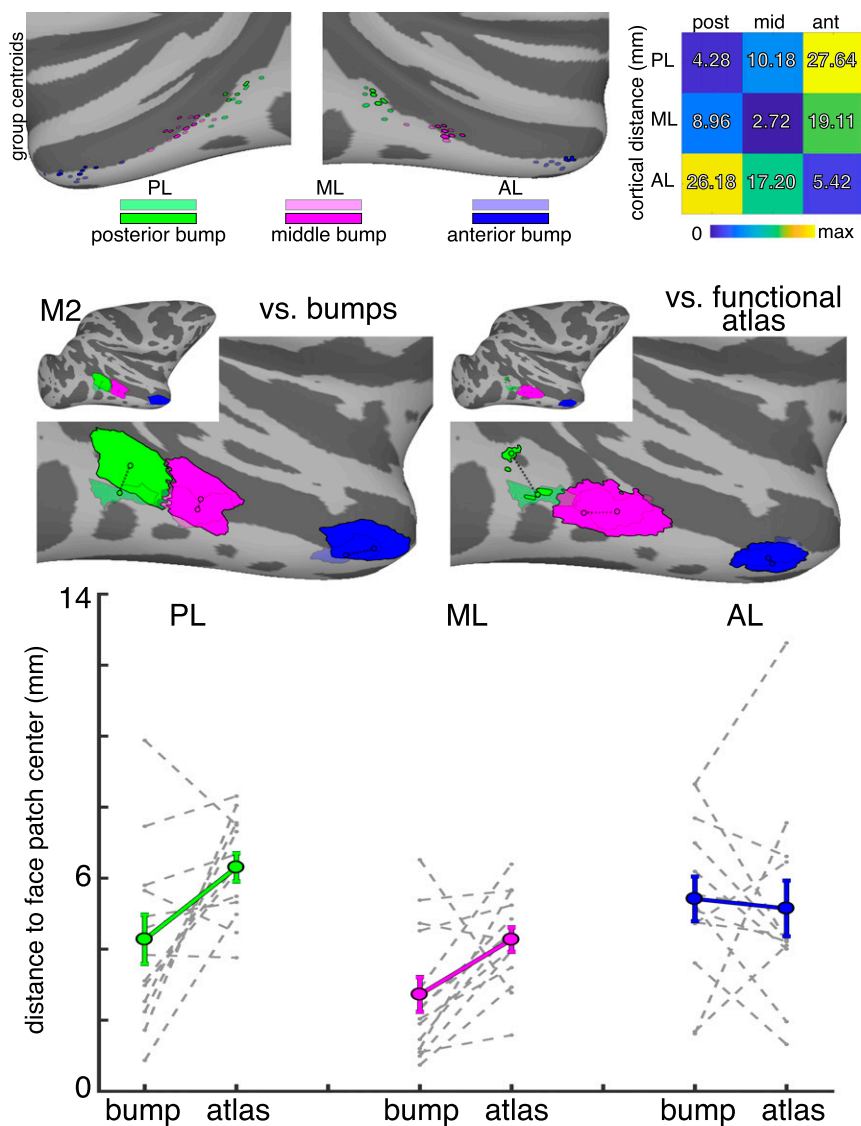 group centroids
PL
ML
AL
posterior bump
middle bump
anterior bump
cortical distance (mm)
post mid ant
PL 4.28 10.18 27.64
ML 8.96 2.72 19.11
AL 26.18 17.20 5.42
0 max
M2
vs. bumps
vs. functional
atlas
distance to face patch center (mm)
14
6
0
PL
ML
AL
bump atlas
bump atlas
bump atlas